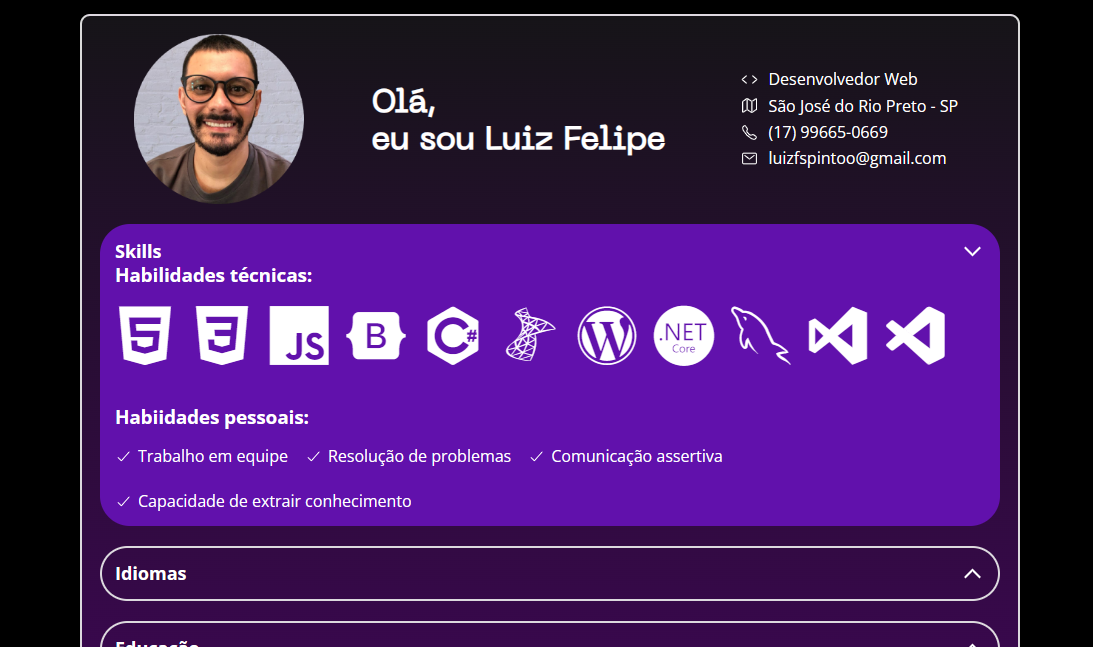 Olá,
eu sou Luiz Felipe
Desenvolvedor Web
São José do Rio Preto - SP
(17) 99665-0669
luizfspintoo@gmail.com
Skills
Habilidades técnicas:
5
3
JS
B
C#
W
.NET
Core
Habiidades pessoais:
Trabalho em equipe
Resolução de problemas
Comunicação assertiva
Capacidade de extrair conhecimento
Idiomas
Educação